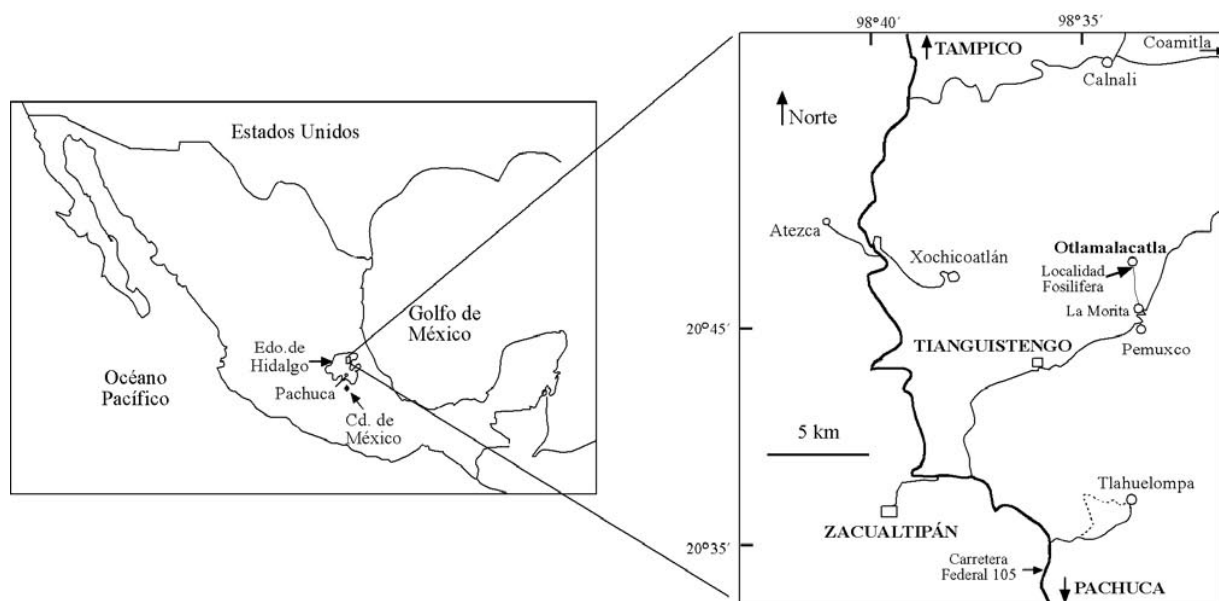 Estados Unidos
Golfo de
México
Edo.de
Hidalgo
Pachuca
Océano
Pacífico
Cd. de
México
98°40´
98°35´
TAMPICO
Coamitla
Calnali
Norte
Atezca
Xochicoatlán
Otlamalacatla
Localidad
Fosilífera
La Morita
20°45´
TIANGUISTENGO
Pemuxco
5 km
Tlahuelompa
ZACUALTIPÁN
20°35´
Carretera
Federal 105
PACHUCA